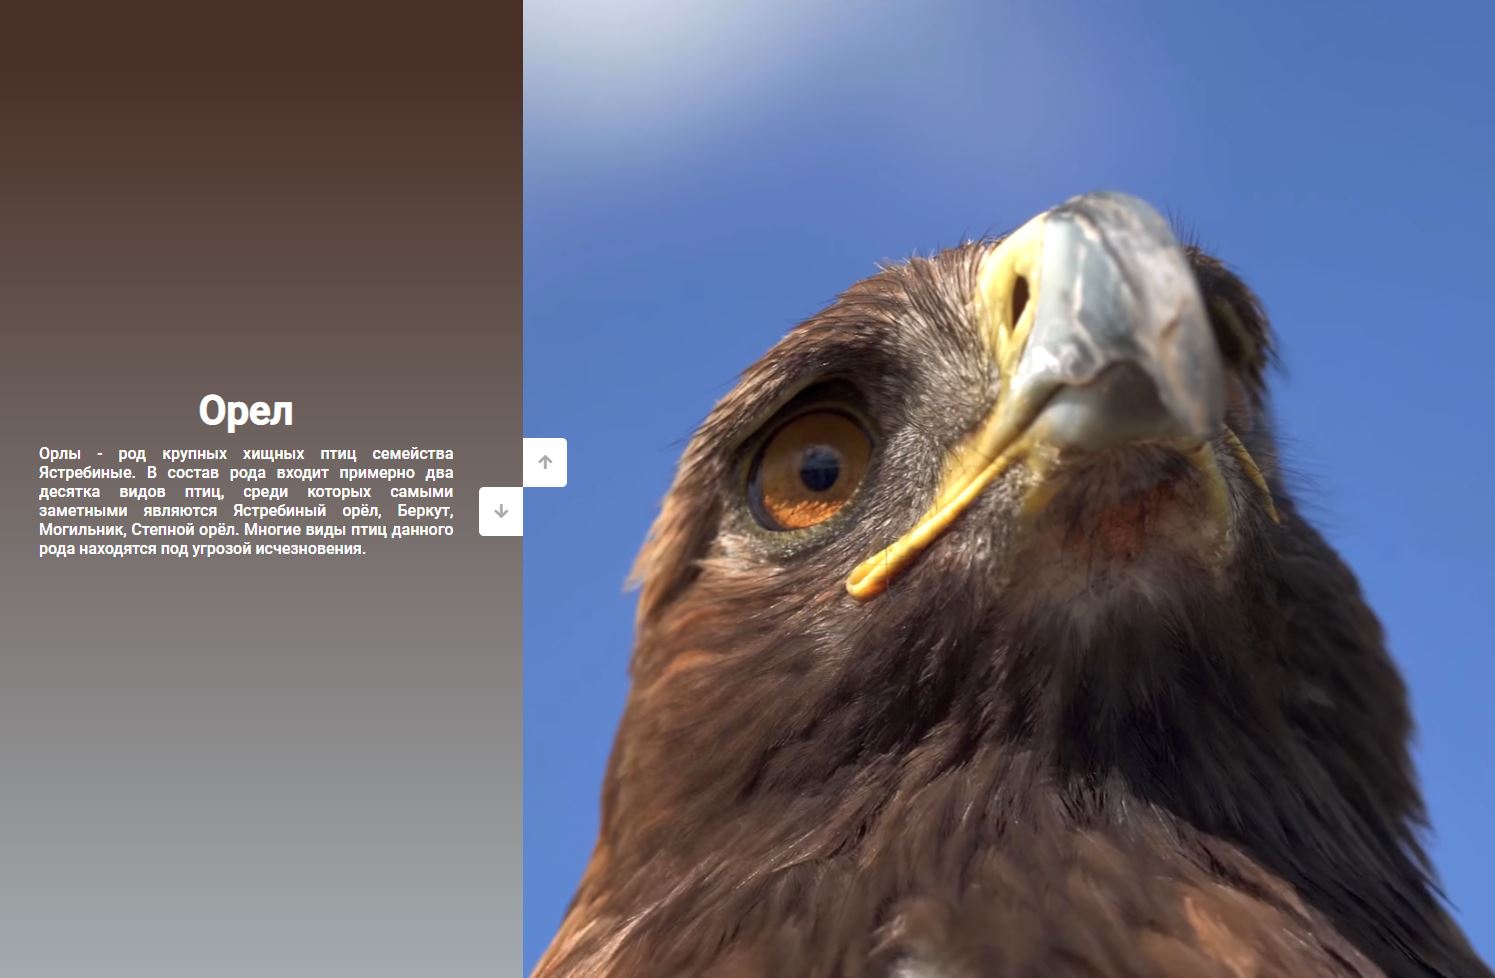 Орел
Орлы - род крупных хищных птиц семейства
Ястребиные. В состав рода входит примерно два
десятка видов птиц, среди которых самыми
заметными являются Ястребиный орёл, Беркут,
Могильник, Степной орёл. Многие виды птиц данного
рода находятся под угрозой исчезновения.